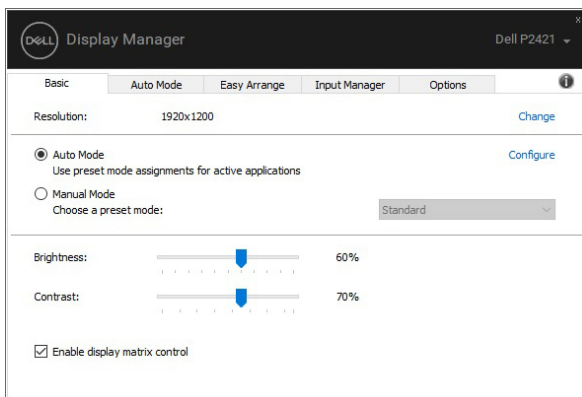 DELL Display Manager
Dell P2421
x
Basic Auto Mode Easy Arrange Input Manager Options i
Resolution: 1920x1200 Change
Auto Mode Configure
Use preset mode assignments for active applications
Manual Mode
Choose a preset mode: Standard
Brightness: 60%
Contrast: 70%
Enable display matrix control